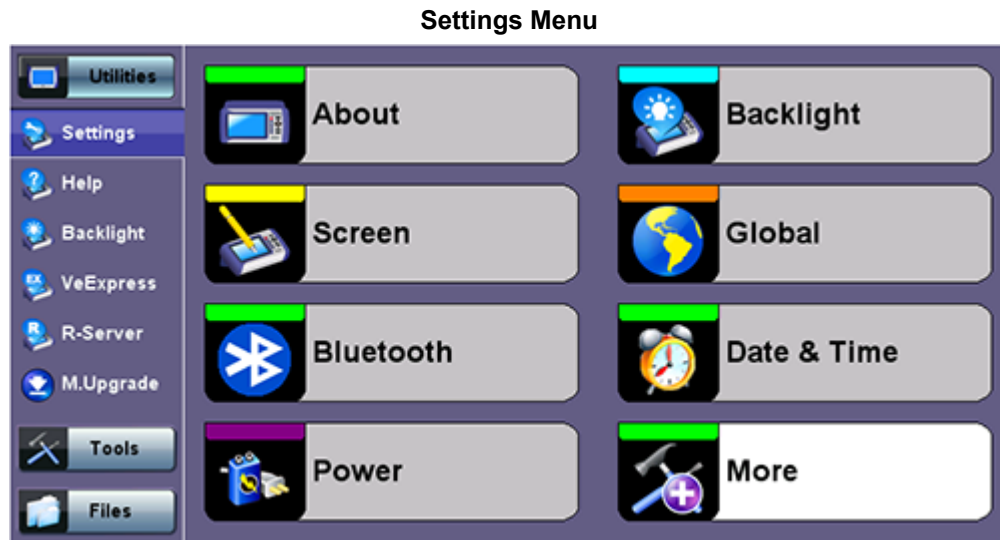 Settings Menu
Utilities
Settings
Help
Backlight
VeExpress
R-Server
M.Upgrade
Tools
Files
About
Backlight
Screen
Global
Bluetooth
Date & Time
Power
More